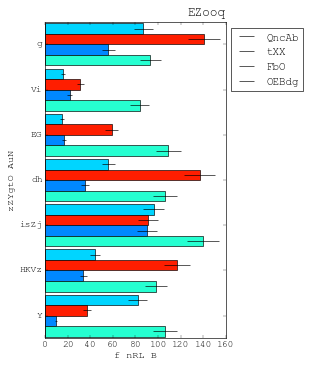 EZooq
QncAb
tXX
FbO
OEBdg
zZYgtO AuN
g
Vi
EG
dh
isZj
HKVz
Y
0 20 40 60 80 100 120 140 160
f nRL B